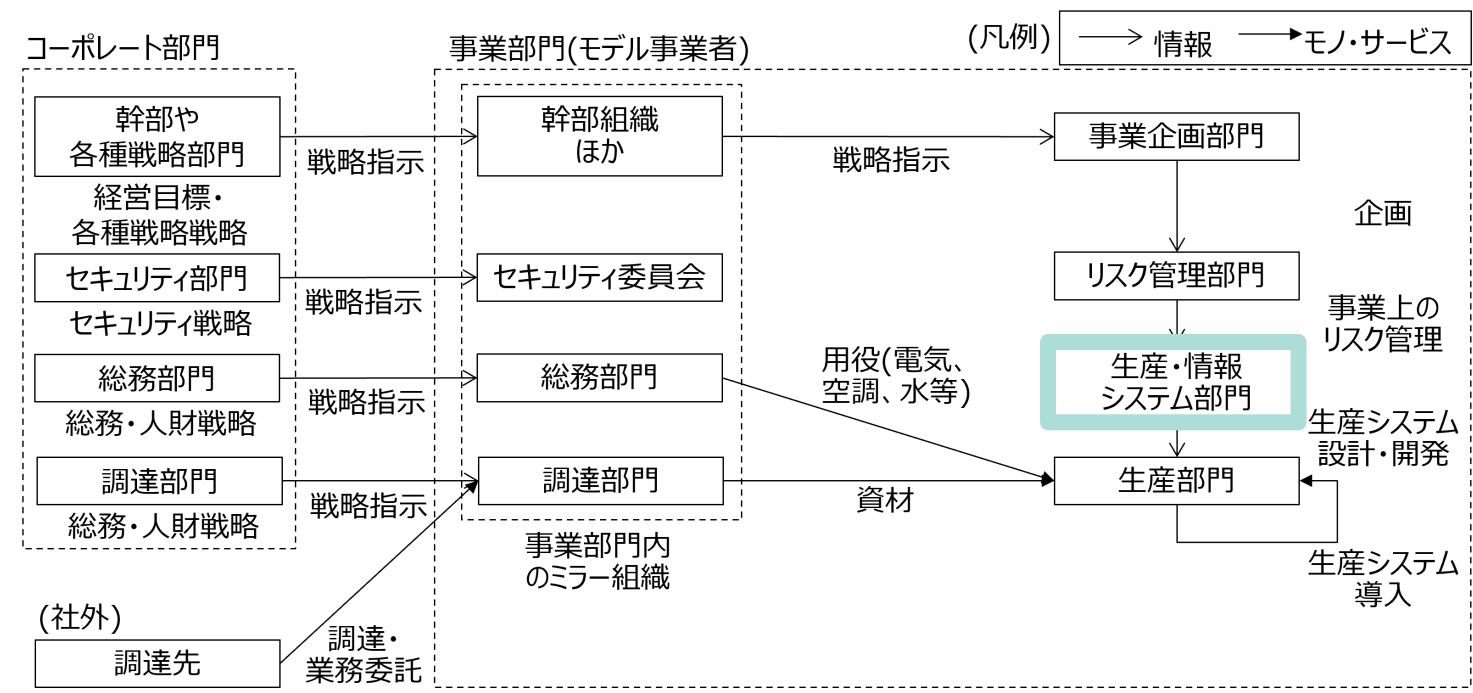 コーポレート部門
事業部門(モデル事業者)
(凡例)
情報
モノ・サービス
幹部や
各種戦略部門
戦略指示
幹部組織
ほか
戦略指示
事業企画部門
経営目標・
各種戦略戦略
企画
セキュリティ部門
戦略指示
セキュリティ委員会
リスク管理部門
セキュリティ戦略
事業上の
リスク管理
総務部門
戦略指示
総務部門
用役(電気、
空調、水等)
生産・情報
システム部門
総務・人財戦略
生産システム
設計・開発
調達部門
戦略指示
調達部門
資材
生産部門
総務・人財戦略
事業部門内
のミラー組織
生産システム
導入
(社外)
調達先
調達・
業務委託